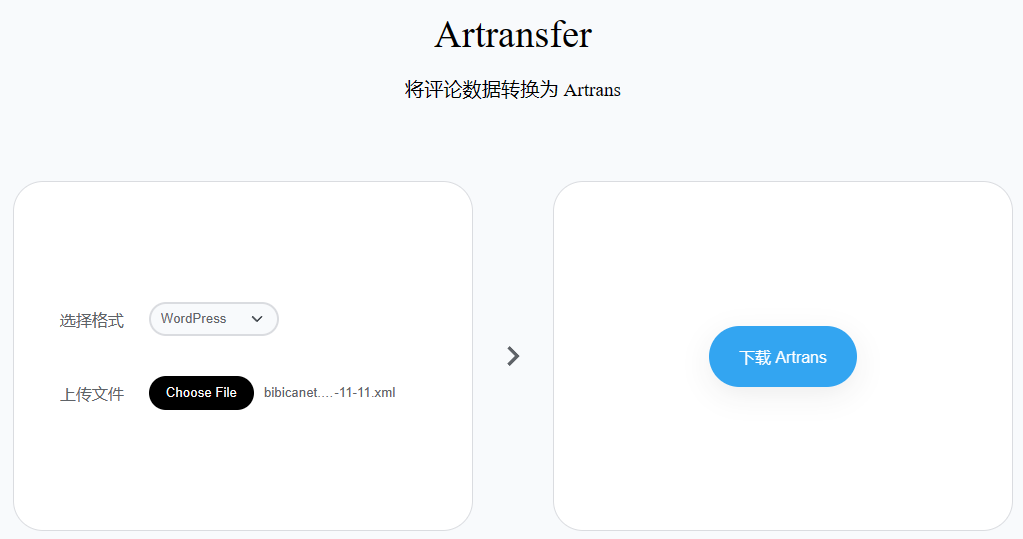 Artransfer
将评论数据转换为 Artrans
选择格式
WordPress
上传文件
Choose File
bibicanet....-11-11.xml
下载 Artrans